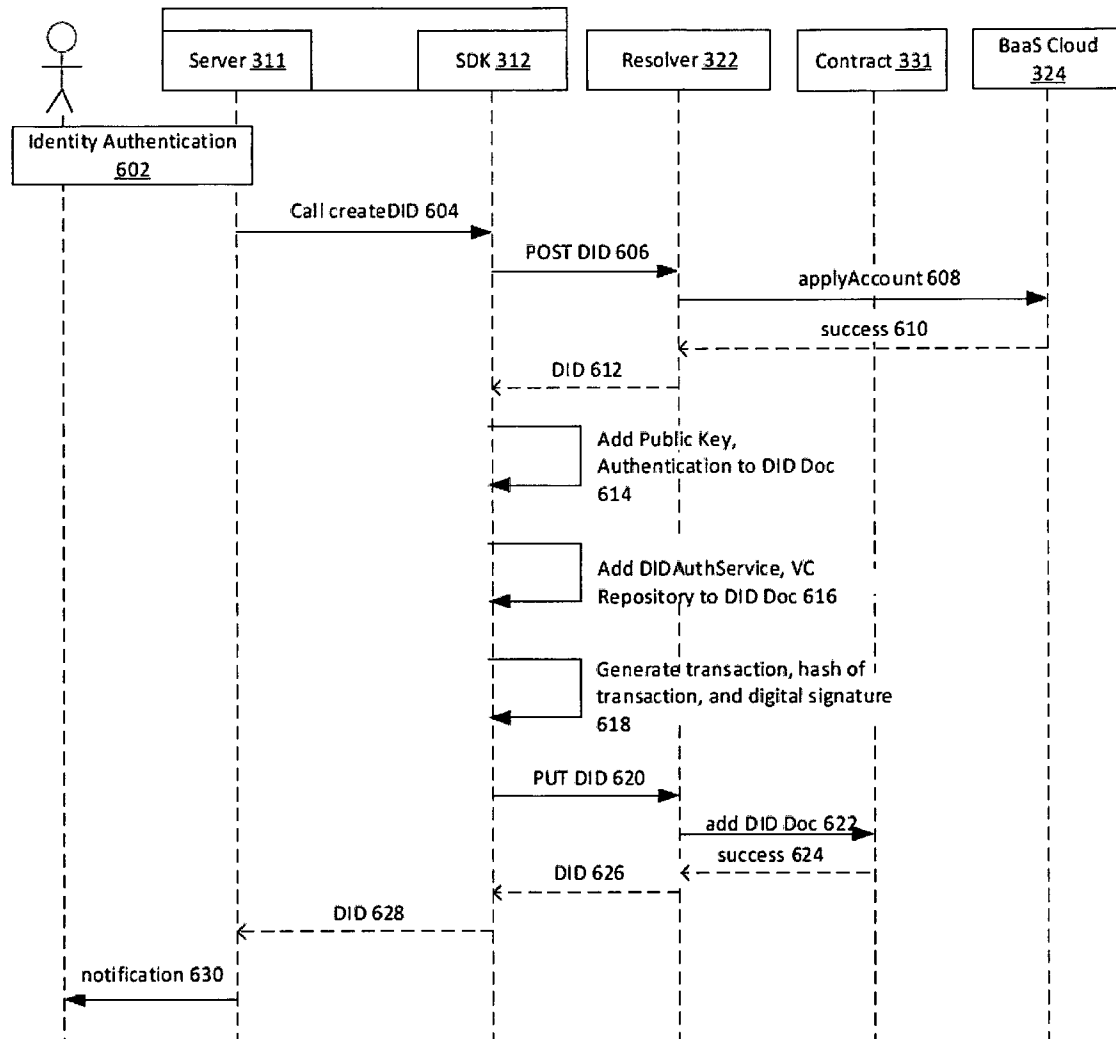 Server 311
SDK 312
Resolver 322
Contract 331
BaaS Cloud
324
Identity Authentication
602
Call createDID 604
POST DID 606
applyAccount 608
success 610
DID 612
Add Public Key,
Authentication to DID Doc
614
Add DIDAuthService, VC
Repository to DID Doc 616
Generate transaction, hash of
transaction, and digital signature
618
PUT DID 620
add DID Doc 622
success 624
DID 626
DID 628
notification 630